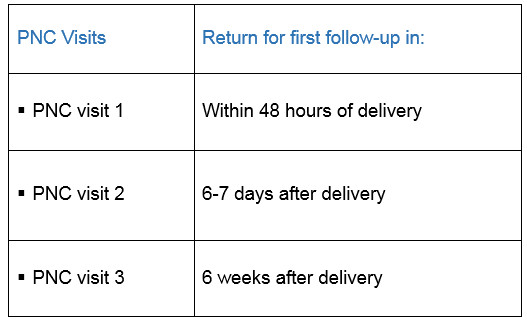 PNC Visits Return for first follow-up in:
▪ PNC visit 1 Within 48 hours of delivery
▪ PNC visit 2 6-7 days after delivery
▪ PNC visit 3 6 weeks after delivery